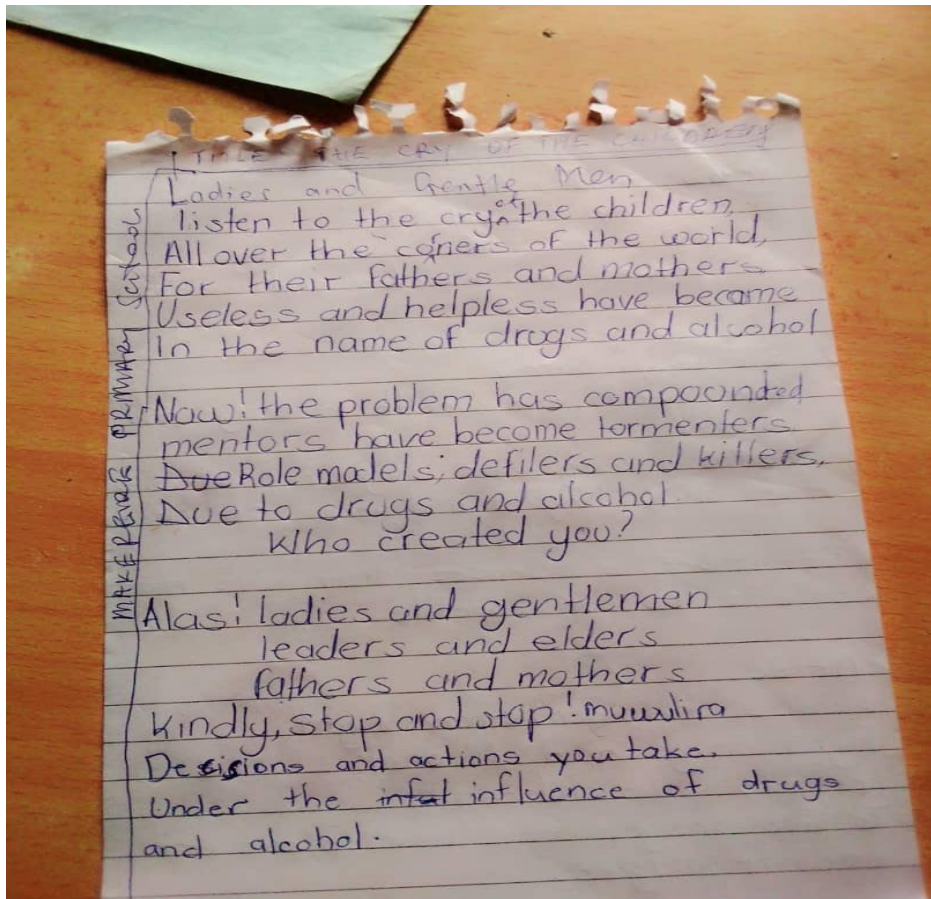 TITLE THE CRY OF THE CHILDREN
Ladies and Gentle Men
listen to the cry of the children,
All over the corners of the world,
For their fathers and mothers
Useless and helpless have become
In the name of drugs and alcohol
Now! the problem has compounded
mentors have become tormenters
Due Role models; defilers and killers,
Due to drugs and alcohol
Who created you?
Alas! ladies and gentlemen
leaders and elders
fathers and mothers
Kindly, stop and stop! muwulira
Decisions and actions you take.
Under the influence of drugs
and alcohol.
PRIMARY SCHOOL